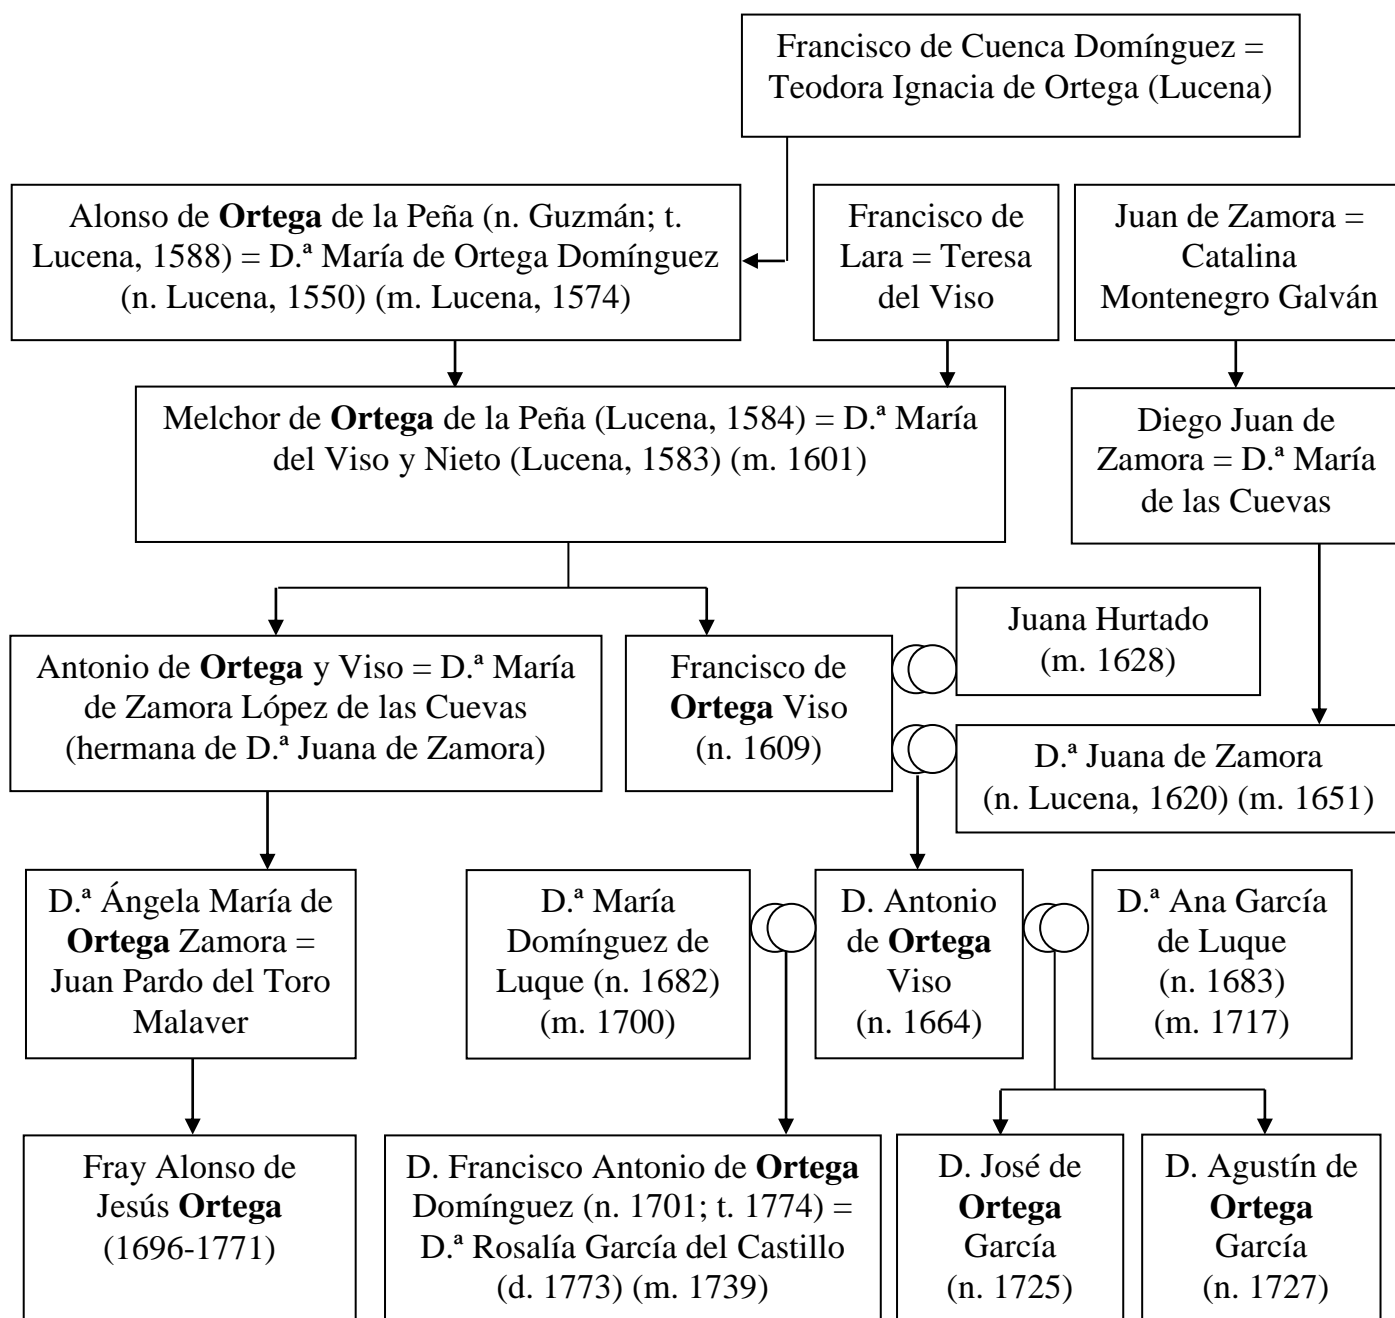 Francisco de Cuenca Domínguez =
Teodora Ignacia de Ortega (Lucena)
Alonso de Ortega de la Peña (n. Guzmán; t.
Lucena, 1588) = D.ª María de Ortega Domínguez
(n. Lucena, 1550) (m. Lucena, 1574)
Francisco de
Lara = Teresa
del Viso
Juan de Zamora =
Catalina
Montenegro Galván
Melchor de Ortega de la Peña (Lucena, 1584) = D.ª María
del Viso y Nieto (Lucena, 1583) (m. 1601)
Diego Juan de
Zamora = D.ª María
de las Cuevas
Antonio de Ortega y Viso = D.ª María
de Zamora López de las Cuevas
(hermana de D.ª Juana de Zamora)
Francisco de
Ortega Viso
(n. 1609)
Juana Hurtado
(m. 1628)
D.ª Juana de Zamora
(n. Lucena, 1620) (m. 1651)
D.ª Ángela María de
Ortega Zamora =
Juan Pardo del Toro
Malaver
D.ª María
Domínguez de
Luque (n. 1682)
(m. 1700)
D. Antonio
de Ortega
Viso
(n. 1664)
D.ª Ana García
de Luque
(n. 1683)
(m. 1717)
Fray Alonso de
Jesús Ortega
(1696-1771)
D. Francisco Antonio de Ortega
Domínguez (n. 1701; t. 1774) =
D.ª Rosalía García del Castillo
(d. 1773) (m. 1739)
D. José de
Ortega
García
(n. 1725)
D. Agustín de
Ortega
García
(n. 1727)